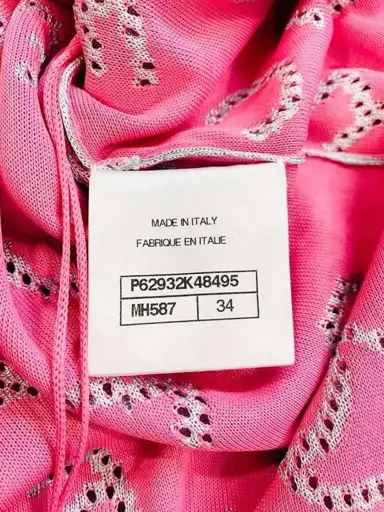 MADE IN ITALY
FABRIQUE EN ITALIE
P62932K48495
MH587 34